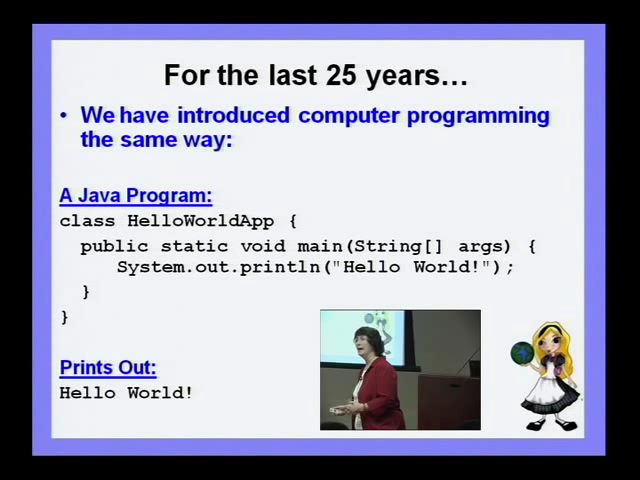 For the last 25 years…
• We have introduced computer programming
the same way:
A Java Program:
class HelloWorldApp {
public static void main(String[] args) {
System.out.println("Hello World!");
}
}
Prints Out:
Hello World!